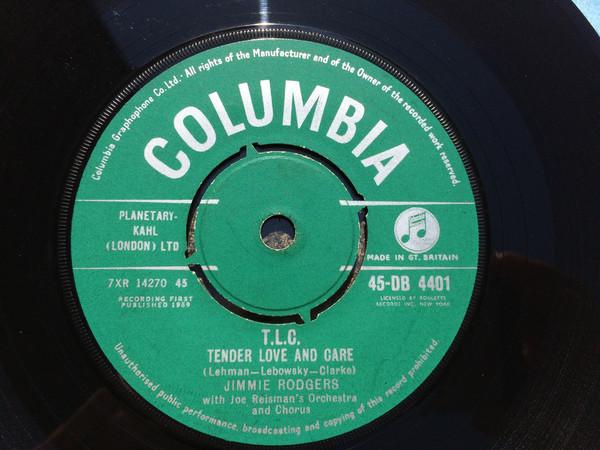 Columbia Graphophone Co. Ltd.· All rights of the Manufacturer and of the Owner of the recorded work reserved.
COLUMBIA
PLANETARY-
KAHL
(LONDON) LTD
MADE IN GT. BRITAIN
7XR 14270 45
RECORDING FIRST
PUBLISHED 1959
45-DB 4401
LICENSED BY ROULETTE
RECORDS INC. NEW YORK
T.L.C.
TENDER LOVE AND CARE
(Lehman—Lebowsky—Clarke)
JIMMIE RODGERS
with Joe Reisman's Orchestra
and Chorus
Unauthorised public performance, broadcasting and copying of this record prohibited.